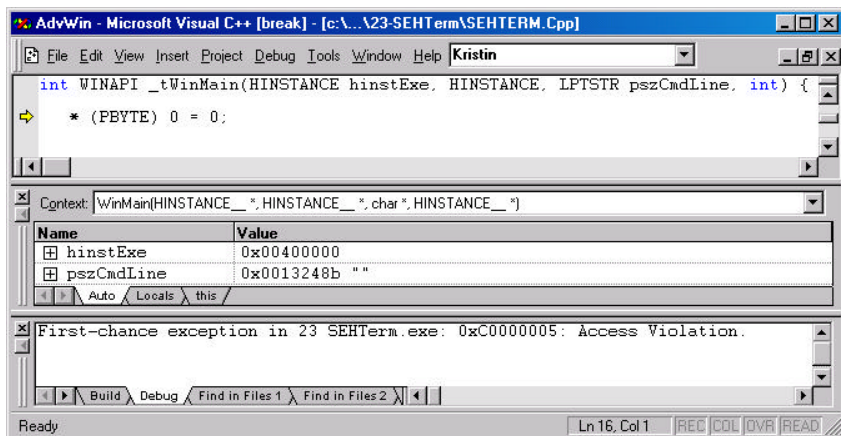 AdvWin - Microsoft Visual C++ [break] - [c:\...\23-SEHTerm\SEHTERM.Cpp]
File Edit View Insert Project Debug Tools Window Help Kristin
int WINAPI _tWinMain(HINSTANCE hinstExe, HINSTANCE, LPTSTR pszCmdLine, int) {
* (PBYTE) 0 = 0;
Context: WinMain(HINSTANCE__ *, HINSTANCE__ *, char *, HINSTANCE__ *)
Name Value
hinstExe 0x00400000
pszCmdLine 0x0013248b ""
Auto Locals this
First-chance exception in 23 SEHTerm.exe: 0xC0000005: Access Violation.
Build Debug Find in Files 1 Find in Files 2
Ready Ln 16, Col 1 REC COL OVR READ